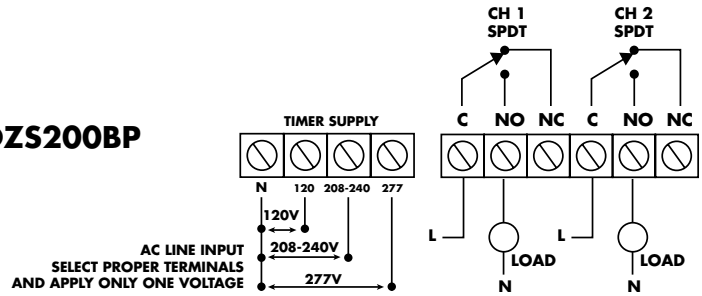 CH 1 CH 2
SPDT SPDT
ZS200BP
TIMER SUPPLY
C NO NC C NO NC
N 120 208-240 277
120V
L L
AC LINE INPUT 208-240V
SELECT PROPER TERMINALS LOAD LOAD
AND APPLY ONLY ONE VOLTAGE 277V N N